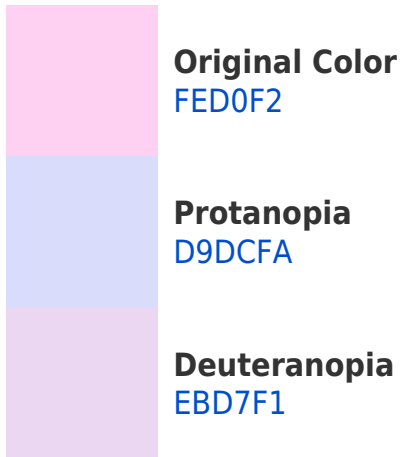 Original Color
FED0F2
Protanopia
D9DCFA
Deuteranopia
EBD7F1